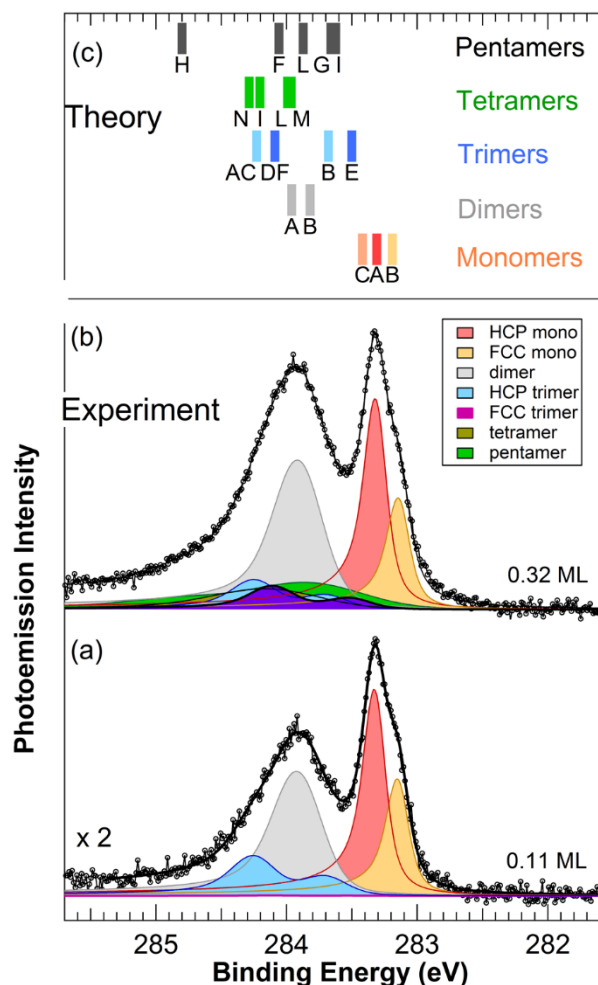 (c)
Pentamers
H F L G I
Theory
Tetramers
N I L M
Trimers
AC DF B E
Dimers
A B
Monomers
C A B
(b)
Experiment
HCP mono
FCC mono
dimer
HCP trimer
FCC trimer
tetramer
pentamer
0.32 ML
(a)
x 2
0.11 ML
Photoemission Intensity
285 284 283 282
Binding Energy (eV)